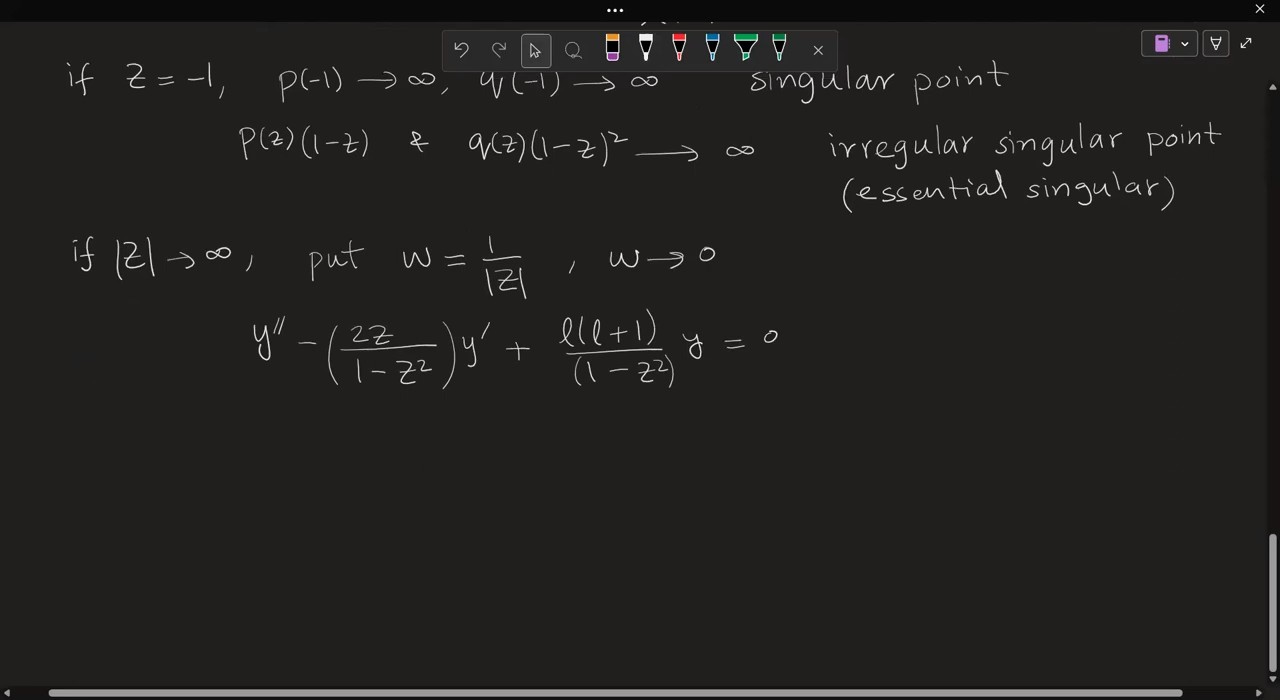 if z = -1, p(-1) → ∞, q(-1) → ∞ singular point
p(z)(1-z) & q(z)(1-z)² → ∞ irregular singular point
(essential singular)
if |z| → ∞, put w = 1/|z| , w → 0
y'' - (2z/(1-z²)) y' + l(l+1)/(1-z²) y = 0